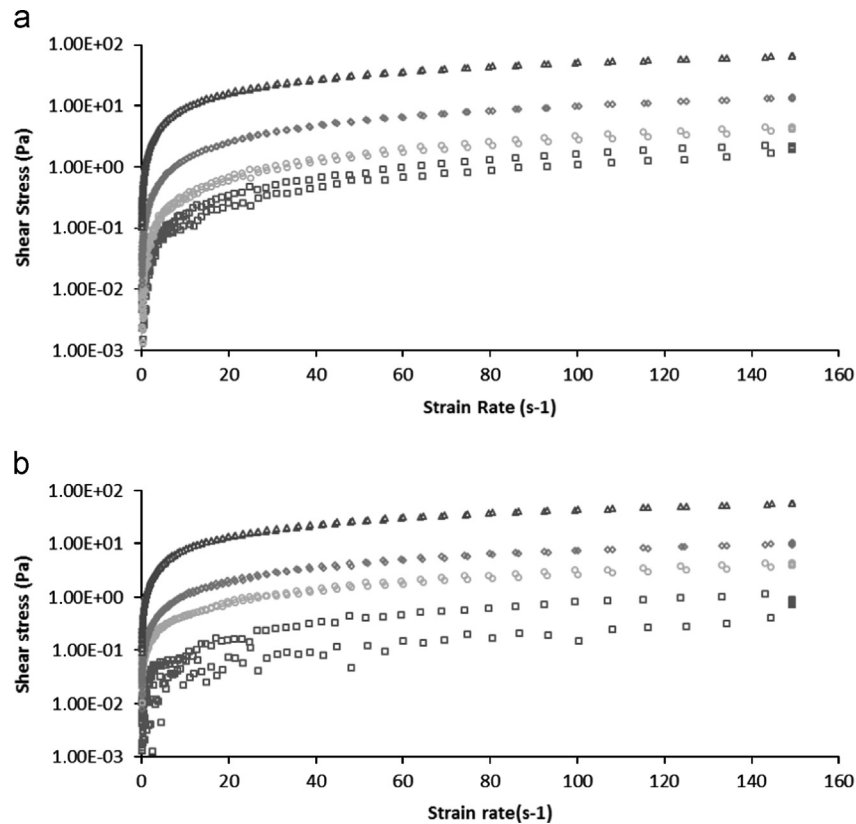 a
1.00E+02
1.00E+01
1.00E+00
1.00E-01
1.00E-02
1.00E-03
Shear Stress (Pa)
0 20 40 60 80 100 120 140 160
Strain Rate (s-1)
b
1.00E+02
1.00E+01
1.00E+00
1.00E-01
1.00E-02
1.00E-03
Shear stress (Pa)
0 20 40 60 80 100 120 140 160
Strain rate(s-1)